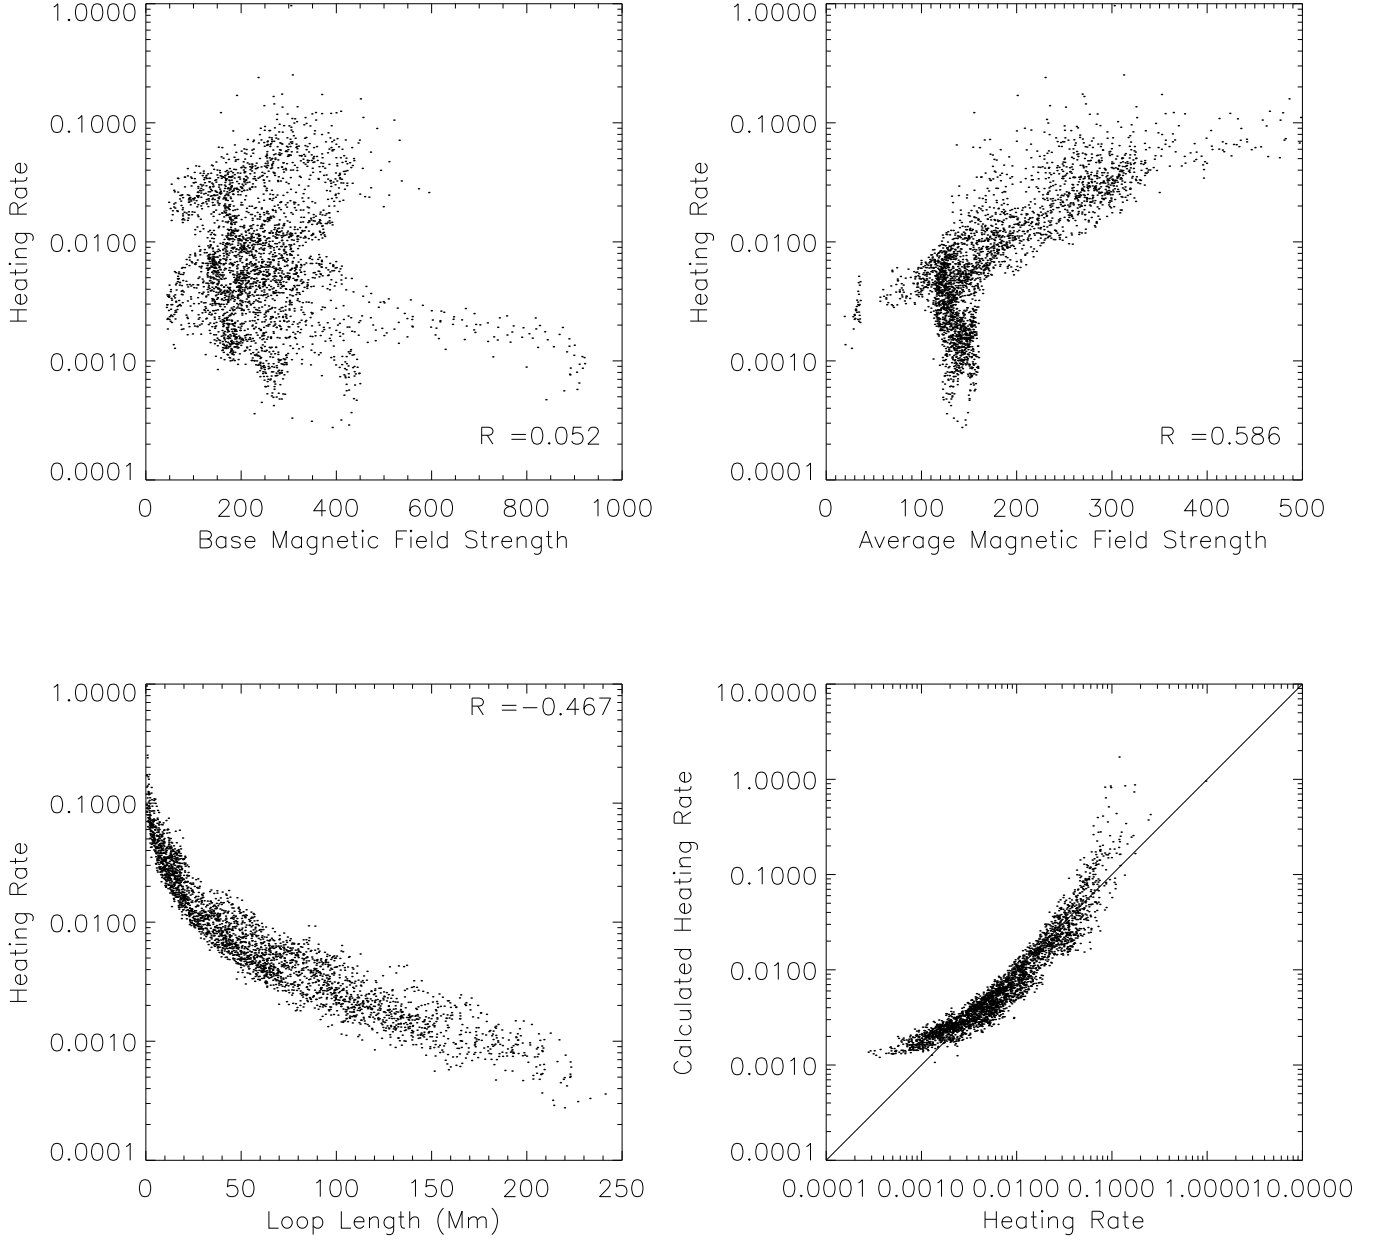 1.0000
0.1000
0.0100
0.0010
0.0001
Heating Rate
R =0.052
0 200 400 600 800 1000
Base Magnetic Field Strength
1.0000
0.1000
0.0100
0.0010
0.0001
Heating Rate
R =0.586
0 100 200 300 400 500
Average Magnetic Field Strength
1.0000
0.1000
0.0100
0.0010
0.0001
Heating Rate
R =−0.467
0 50 100 150 200 250
Loop Length (Mm)
10.0000
1.0000
0.1000
0.0100
0.0010
0.0001
Calculated Heating Rate
0.0001 0.0010 0.0100 0.1000 1.0000 10.0000
Heating Rate